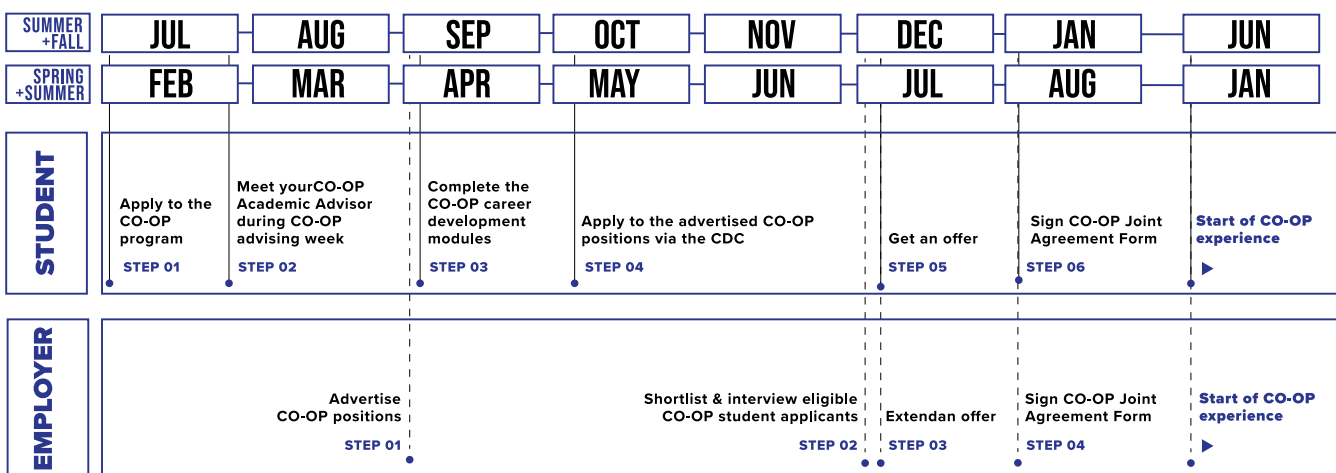 SUMMER
+FALL
JUL AUG SEP OCT NOV DEC JAN JUN
SPRING
+SUMMER
FEB MAR APR MAY JUN JUL AUG JAN
STUDENT
Apply to the
CO-OP
program
STEP 01
Meet yourCO-OP
Academic Advisor
during CO-OP
advising week
STEP 02
Complete the
CO-OP career
development
modules
STEP 03
Apply to the advertised CO-OP
positions via the CDC
STEP 04
Get an offer
STEP 05
Sign CO-OP Joint
Agreement Form
STEP 06
Start of CO-OP
experience
EMPLOYER
Advertise
CO-OP positions
STEP 01
Shortlist & interview eligible
CO-OP student applicants
STEP 02
Extendan offer
STEP 03
Sign CO-OP Joint
Agreement Form
STEP 04
Start of CO-OP
experience